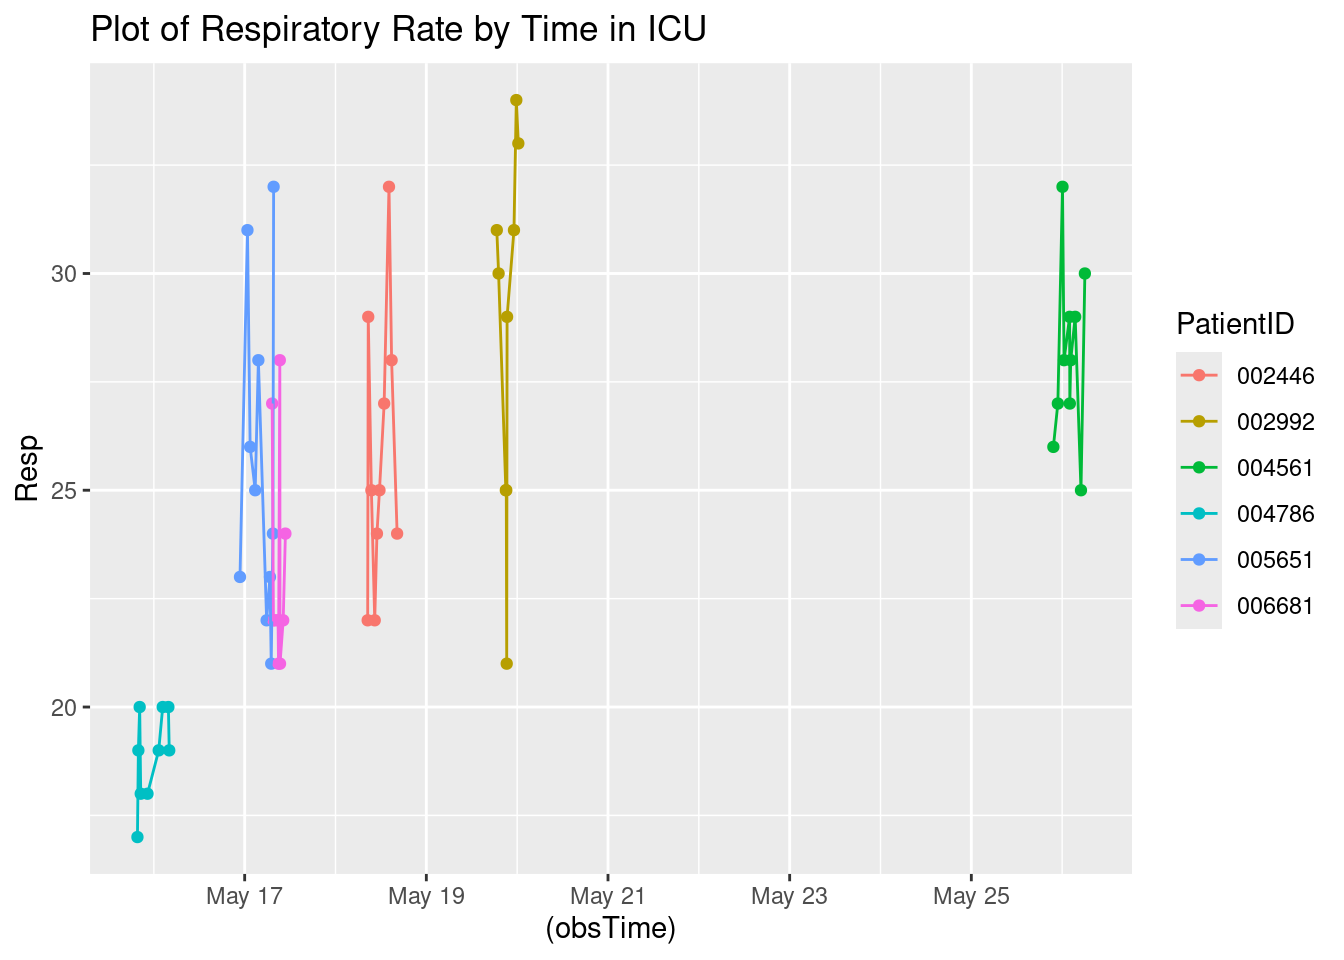 Plot of Respiratory Rate by Time in ICU
Resp
30
25
20
May 17
May 19
May 21
May 23
May 25
(obsTime)
PatientID
002446
002992
004561
004786
005651
006681